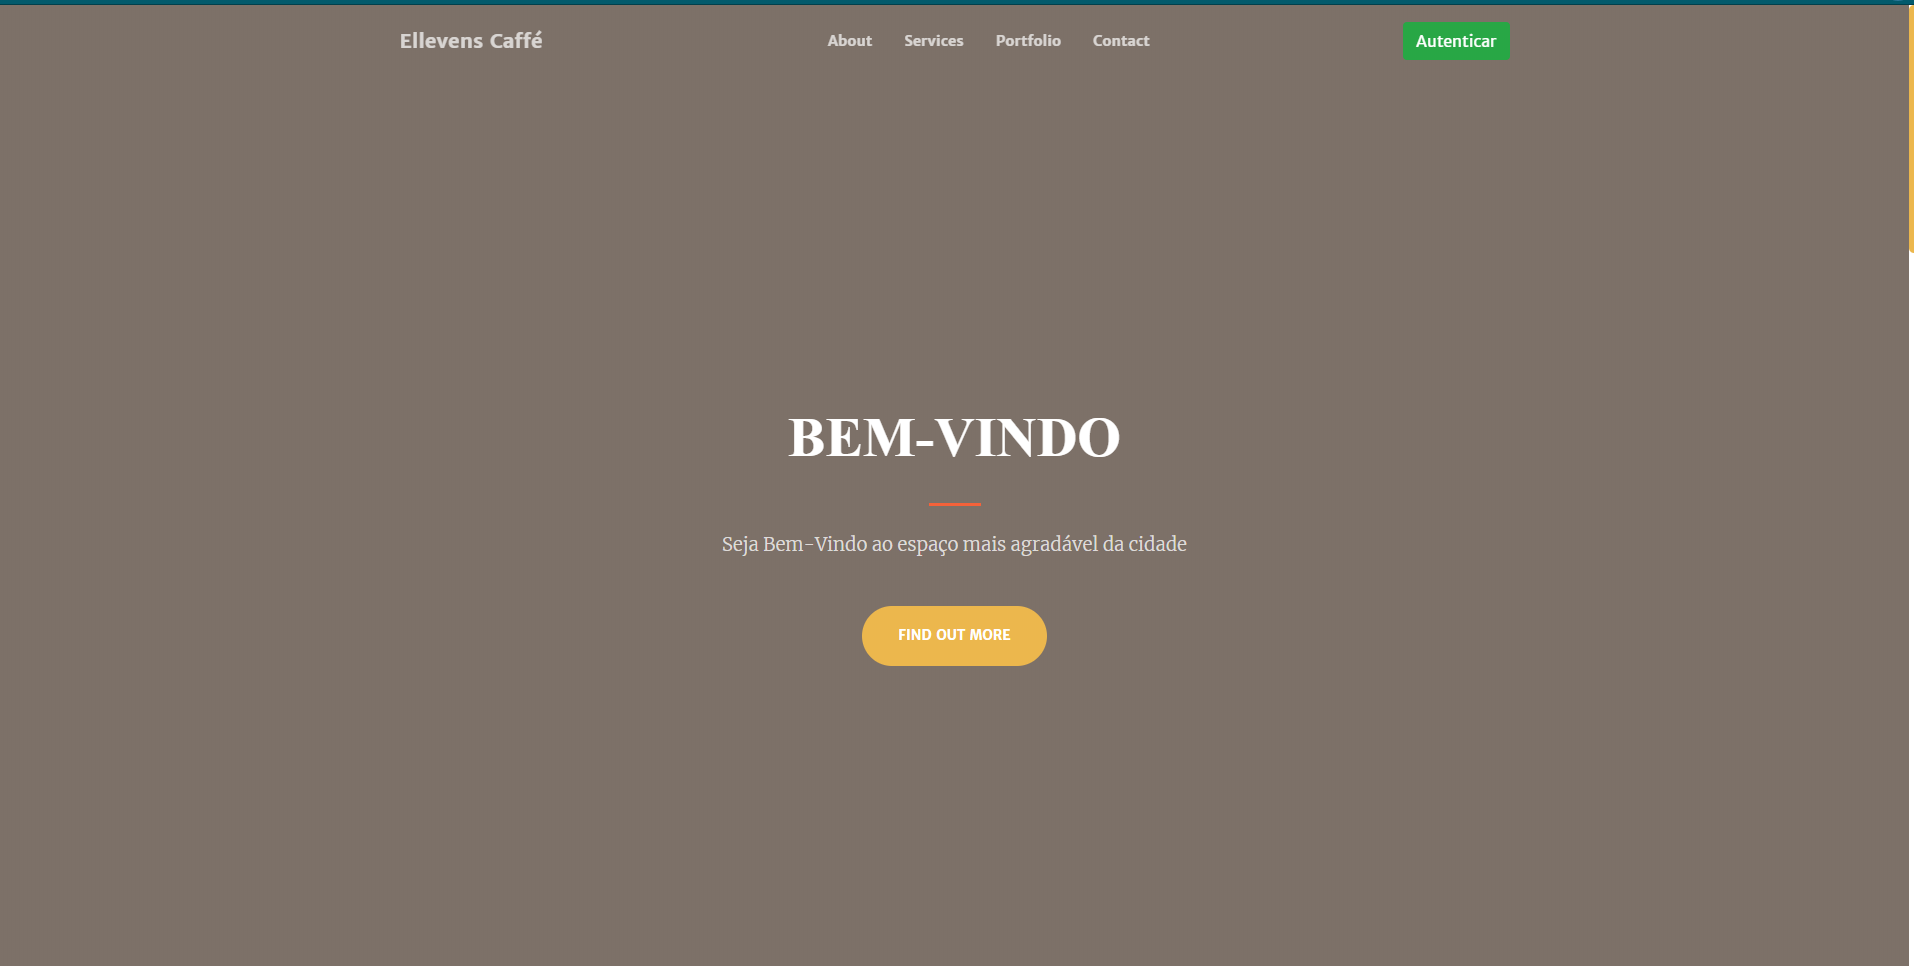 Ellevens Caffé
About Services Portfolio Contact
Autenticar
BEM-VINDO
Seja Bem-Vindo ao espaço mais agradável da cidade
FIND OUT MORE